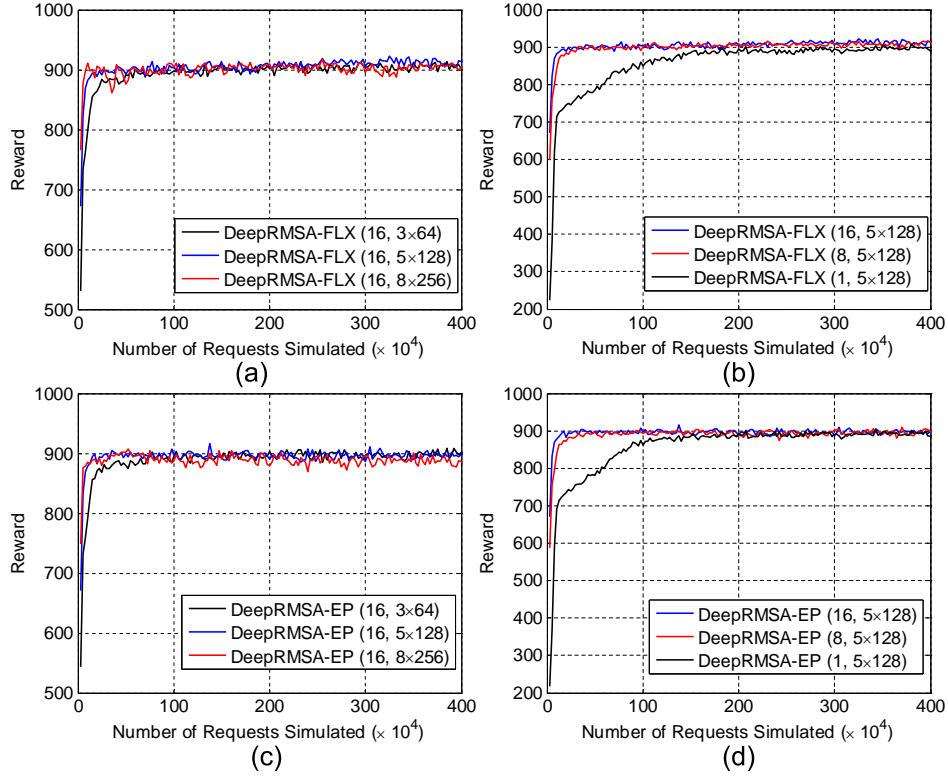 1000
900
800
700
600
500
Reward
DeepRMSA-FLX (16, 3×64)
DeepRMSA-FLX (16, 5×128)
DeepRMSA-FLX (16, 8×256)
0 100 200 300 400
Number of Requests Simulated (× 10⁴)
(a)
1000
900
800
700
600
500
400
300
200
Reward
DeepRMSA-FLX (16, 5×128)
DeepRMSA-FLX (8, 5×128)
DeepRMSA-FLX (1, 5×128)
0 100 200 300 400
Number of Requests Simulated (× 10⁴)
(b)
1000
900
800
700
600
500
Reward
DeepRMSA-EP (16, 3×64)
DeepRMSA-EP (16, 5×128)
DeepRMSA-EP (16, 8×256)
0 100 200 300 400
Number of Requests Simulated (× 10⁴)
(c)
1000
900
800
700
600
500
400
300
200
Reward
DeepRMSA-EP (16, 5×128)
DeepRMSA-EP (8, 5×128)
DeepRMSA-EP (1, 5×128)
0 100 200 300 400
Number of Requests Simulated (× 10⁴)
(d)